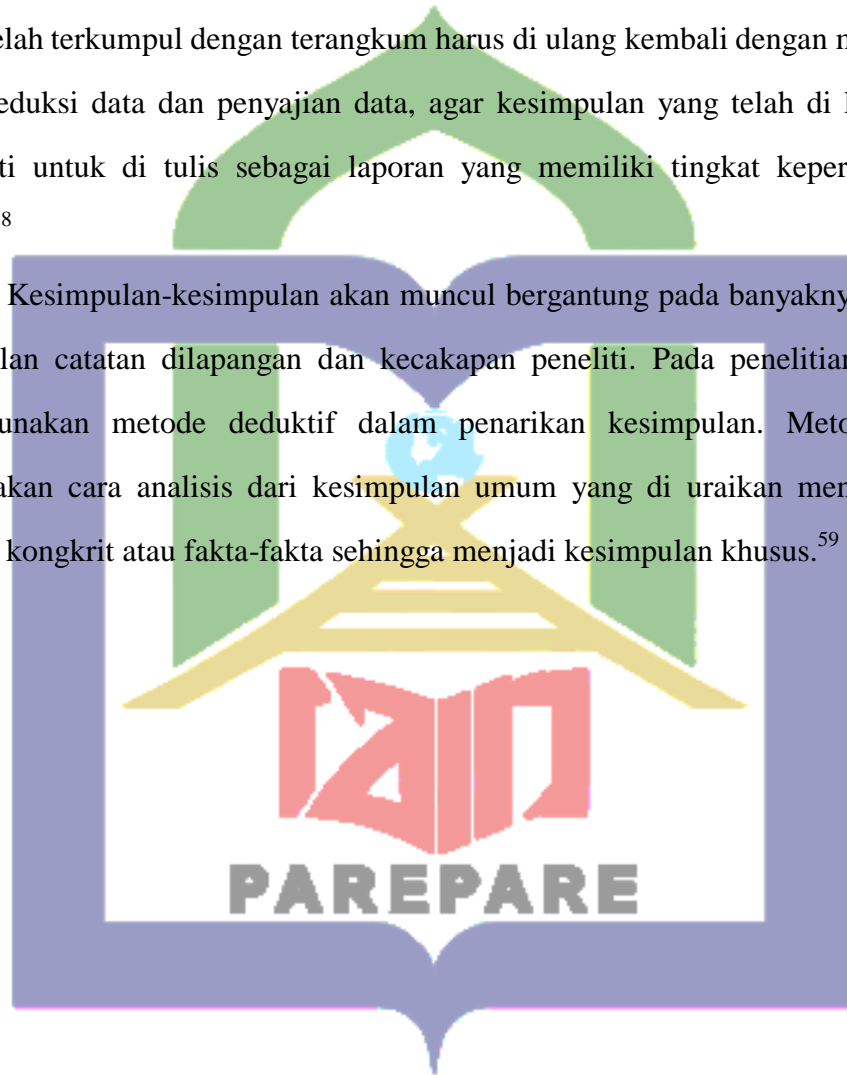 elah terkumpul dengan terangkum harus di ulang kembali dengan
eduksi data dan penyajian data, agar kesimpulan yang telah di
ti untuk di tulis sebagai laporan yang memiliki tingkat keper
8
Kesimpulan-kesimpulan akan muncul bergantung pada banyakny
lan catatan dilapangan dan kecakapan peneliti. Pada penelitian
unakan metode deduktif dalam penarikan kesimpulan. Meto
akan cara analisis dari kesimpulan umum yang di uraikan men
kongkrit atau fakta-fakta sehingga menjadi kesimpulan khusus.59
iain
PAREPARE